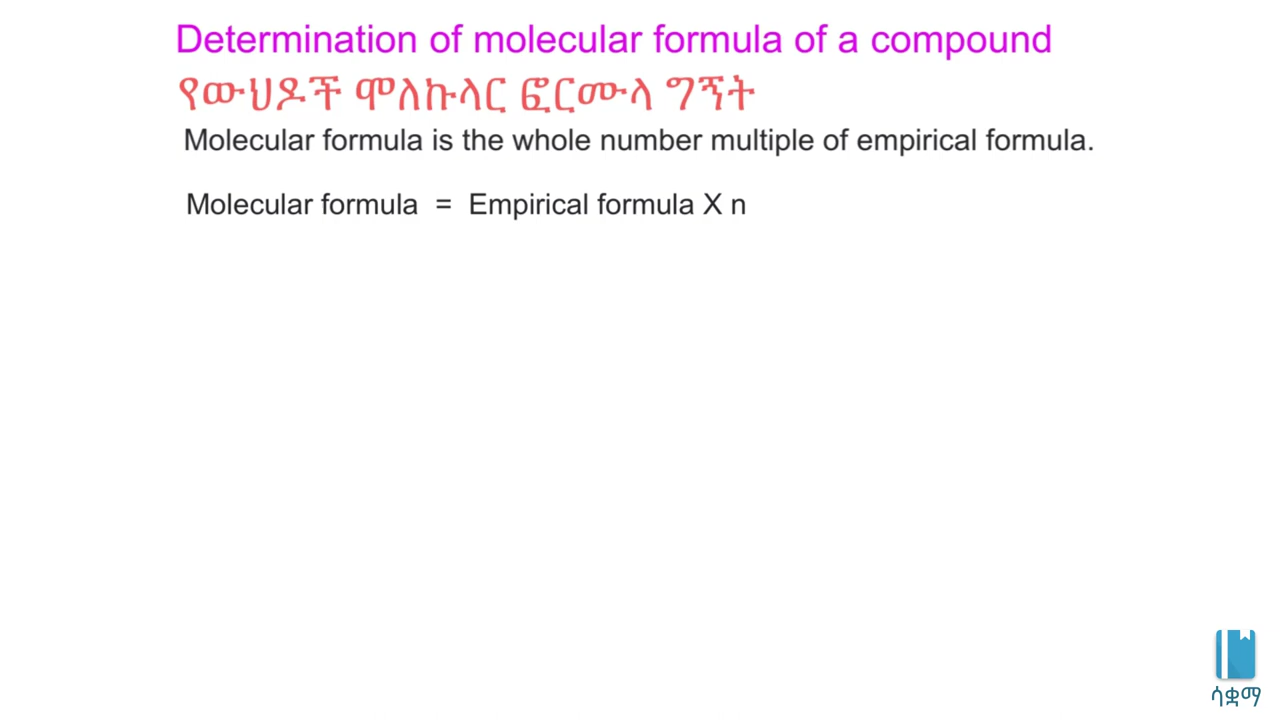 Determination of molecular formula of a compound
የውህዶች ሞለኩላር ፎርሙላ ግኝት
Molecular formula is the whole number multiple of empirical formula.
Molecular formula = Empirical formula X n
ሳቋማ